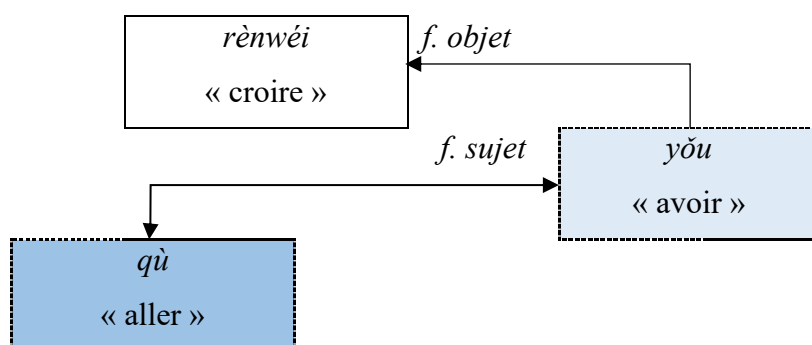 rènwéi
« croire »
f. objet
f. sujet
yǒu
« avoir »
qù
« aller »